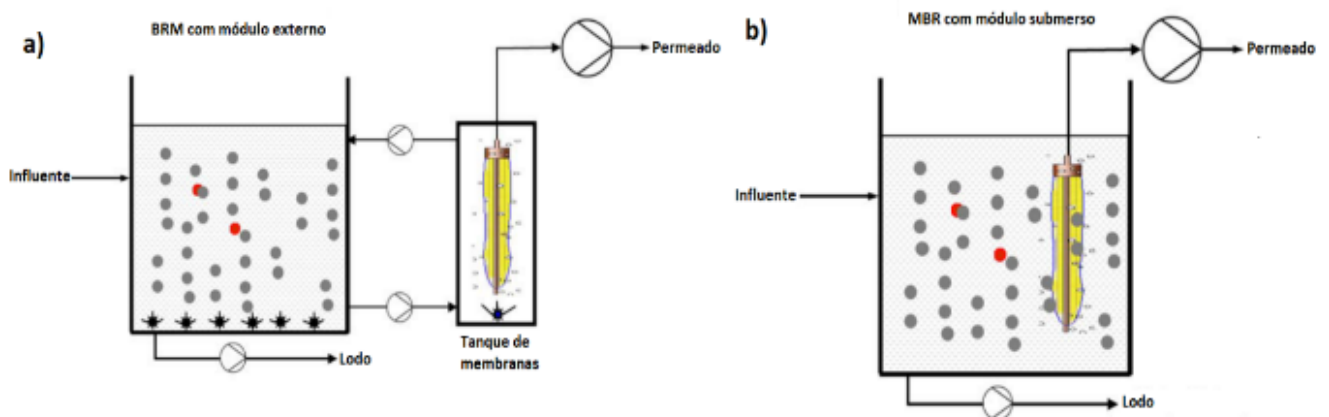 a)
BRM com módulo externo
Permeado
Influente
Lodo
Tanque de
membranas
b)
MBR com módulo submerso
Permeado
Influente
Lodo